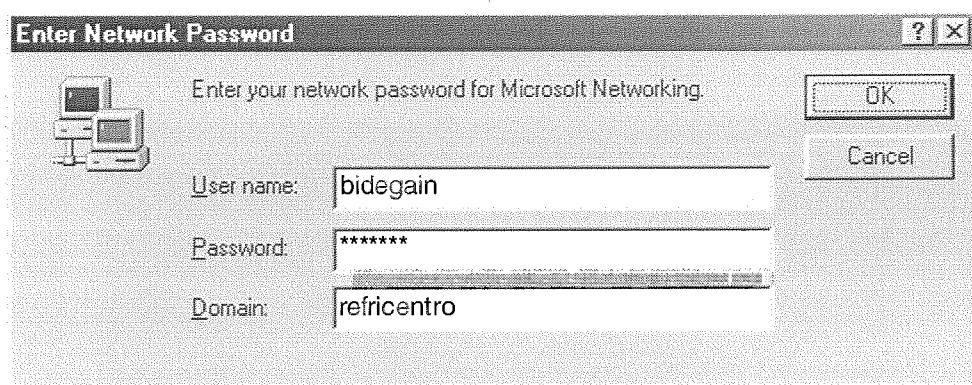 Enter Network Password
? ×
Enter your network password for Microsoft Networking.
OK
Cancel
User name: bidegain
Password: *******
Domain: refricentro